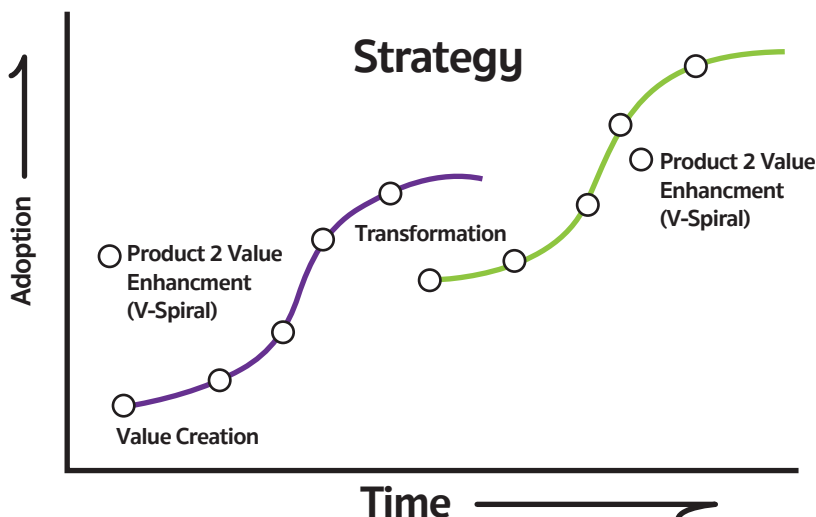 Strategy
Adoption
Product 2 Value
Enhancment
(V-Spiral)
Transformation
Product 2 Value
Enhancment
(V-Spiral)
Value Creation
Time